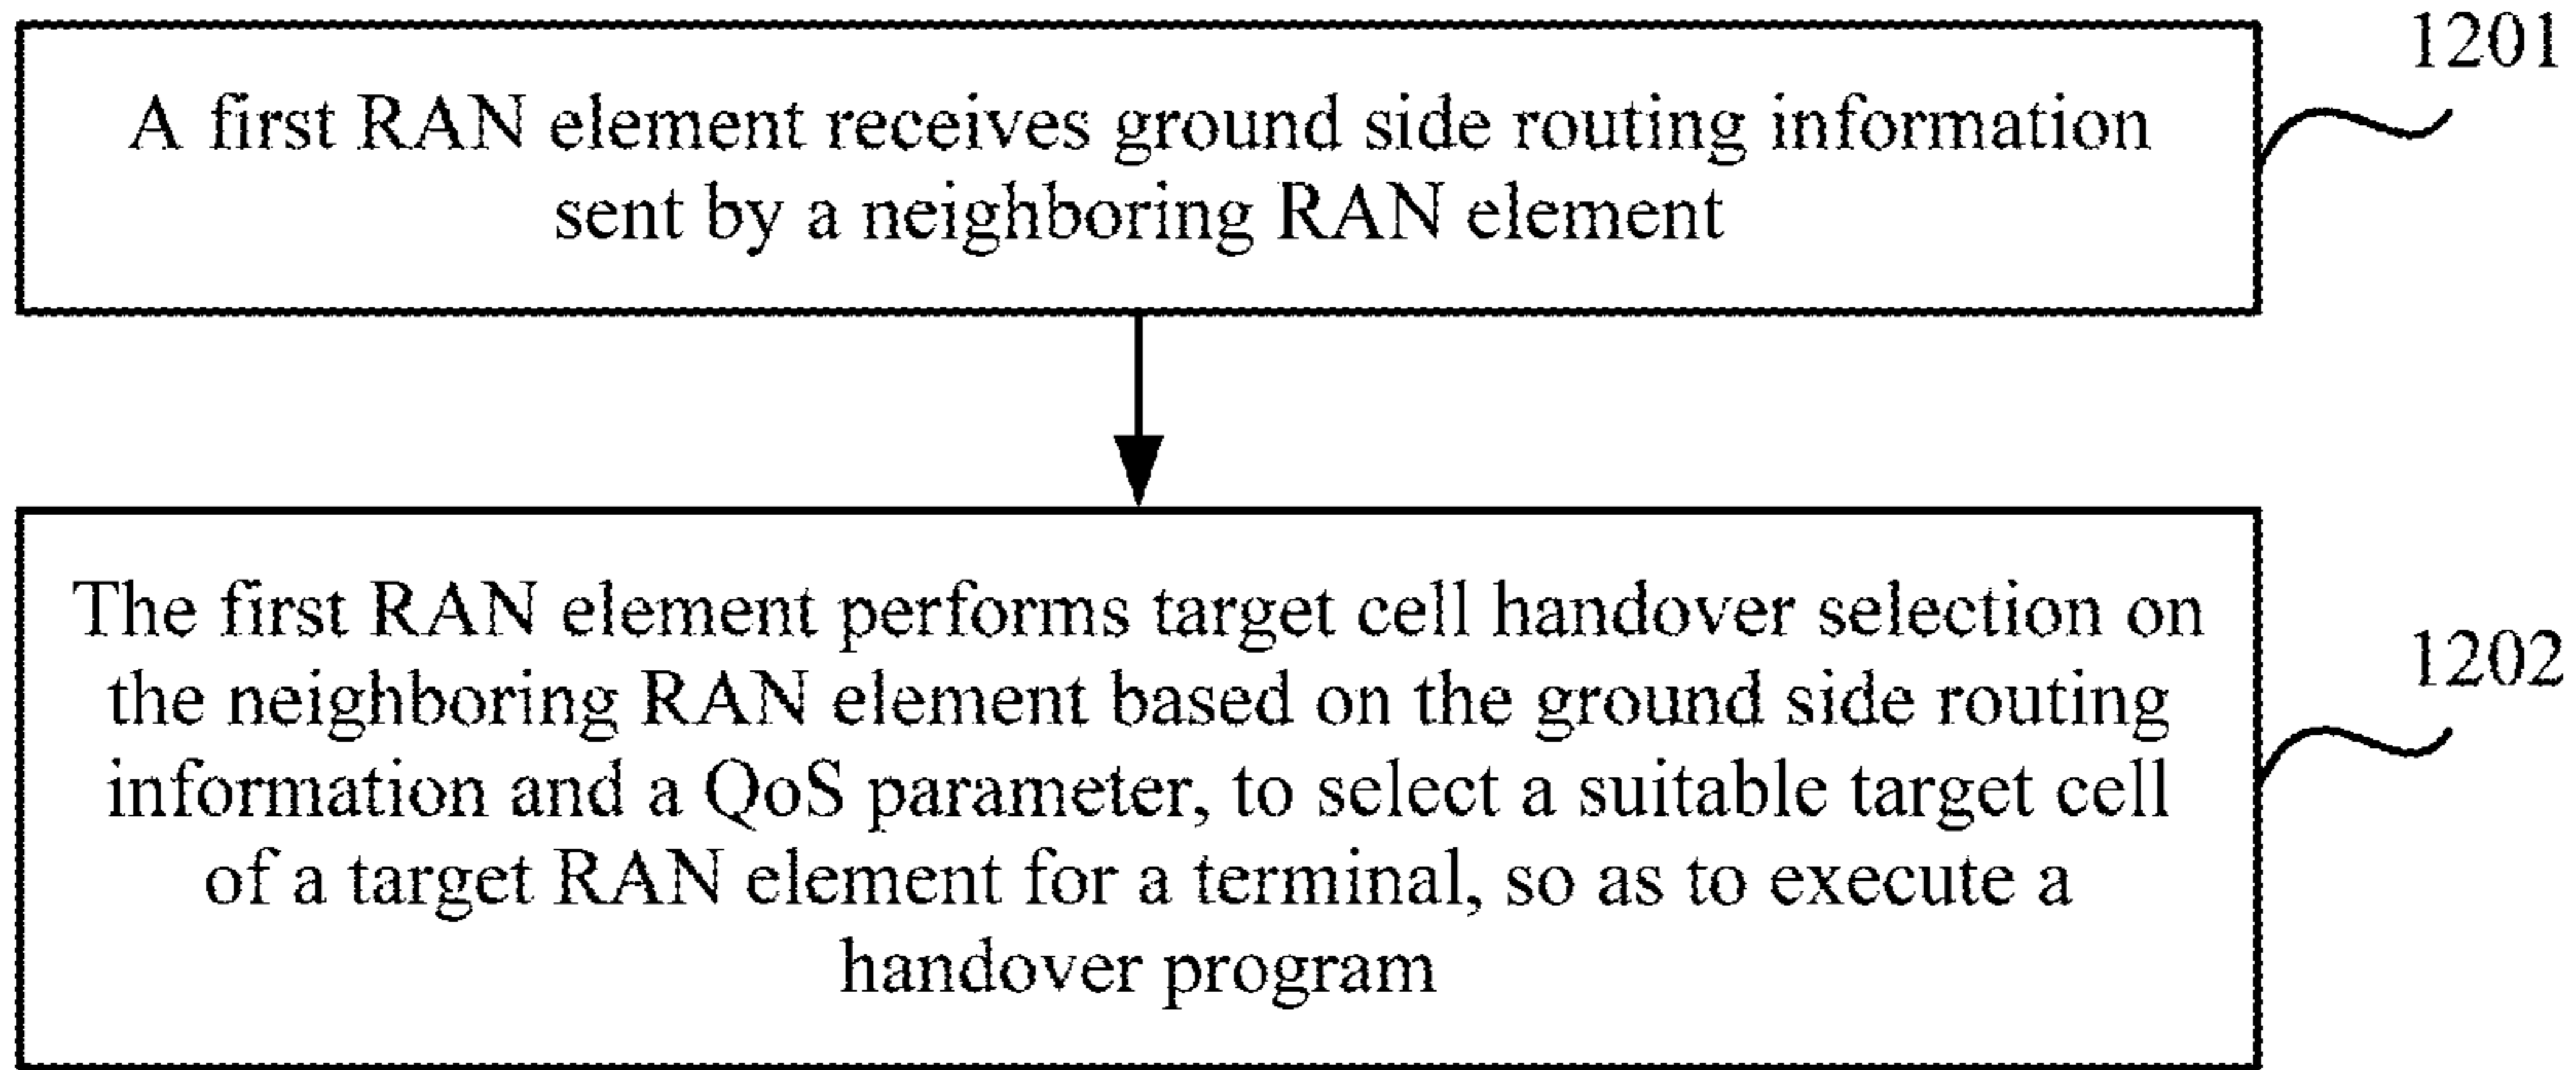 1201
A first RAN element receives ground side routing information
sent by a neighboring RAN element
The first RAN element performs target cell handover selection on
the neighboring RAN element based on the ground side routing
1202
information and a QoS parameter, to select a suitable target cell
of a target RAN element for a terminal, so as to execute a
handover program